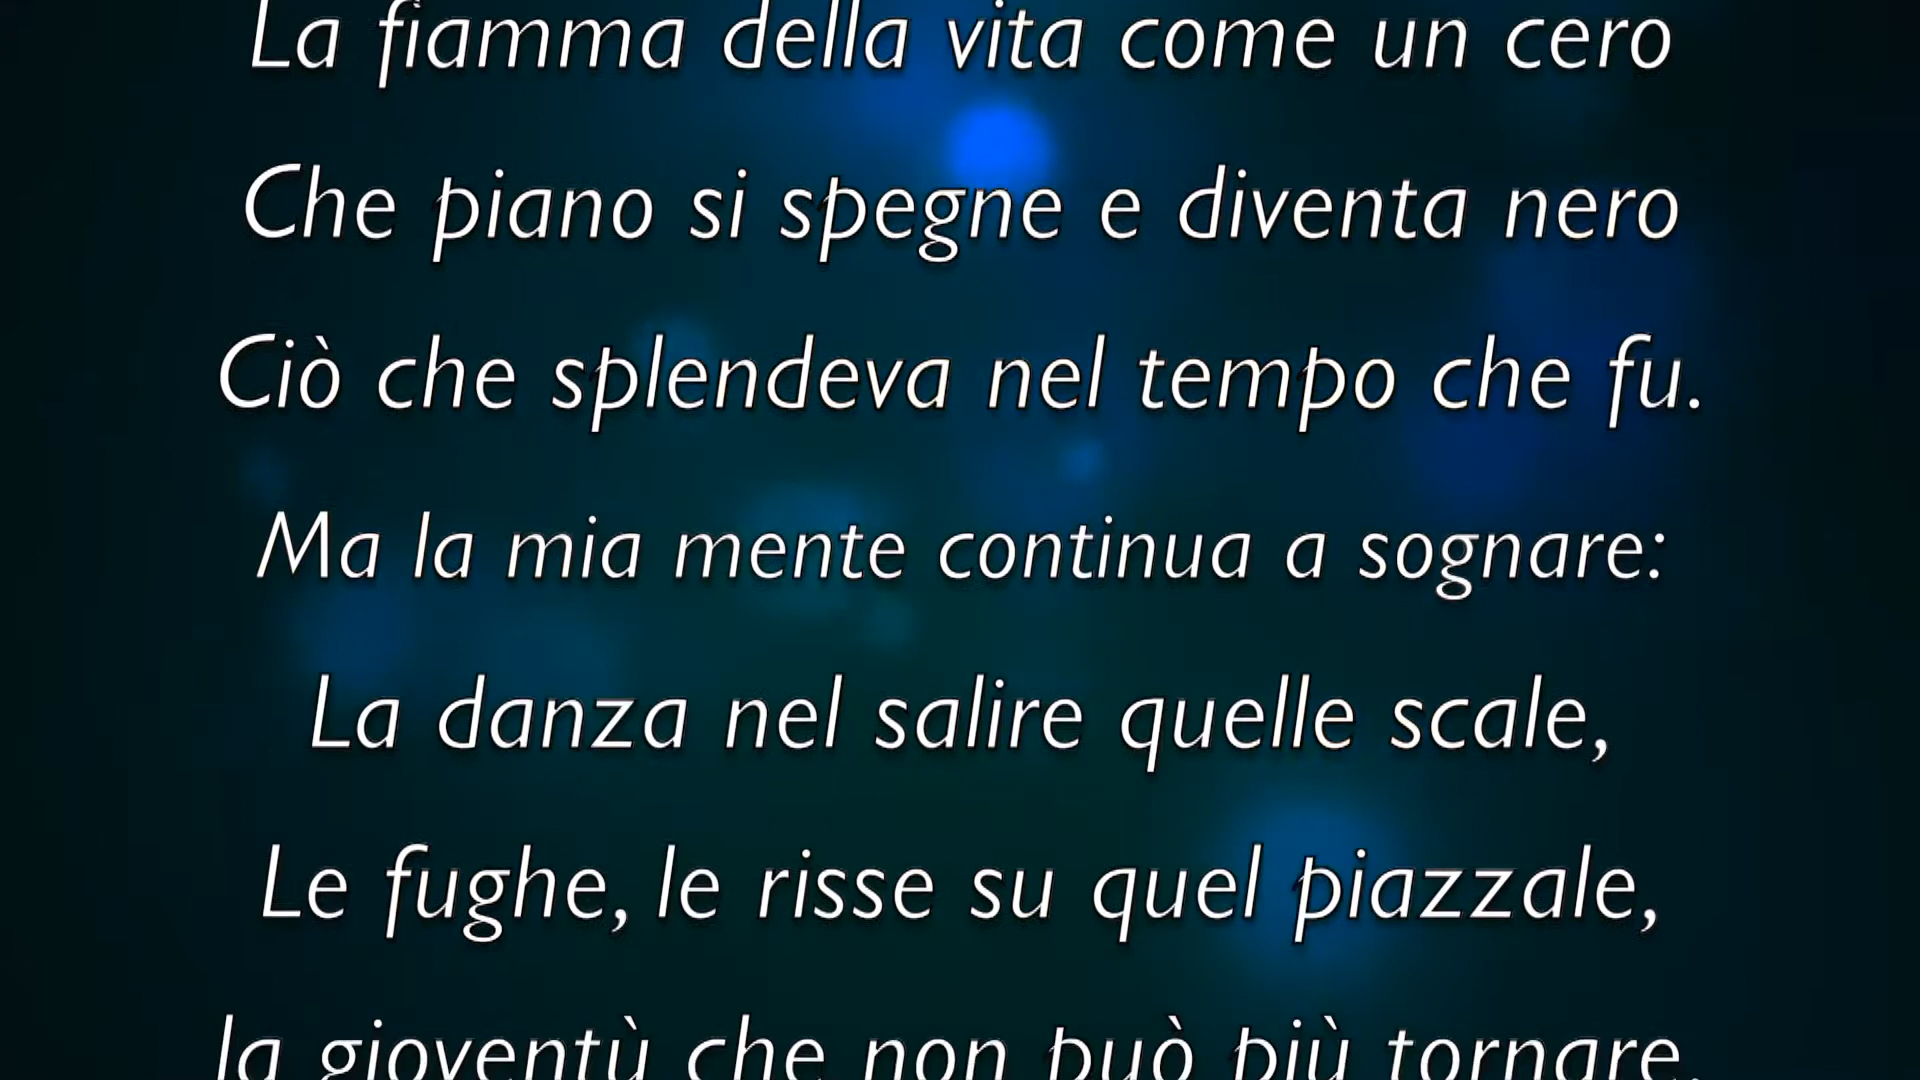 La fiamma della vita come un cero
Che piano si spegne e diventa nero
Ciò che splendeva nel tempo che fu.
Ma la mia mente continua a sognare:
La danza nel salire quelle scale,
Le fughe, le risse su quel piazzale,
la gioventù che non può più tornare.